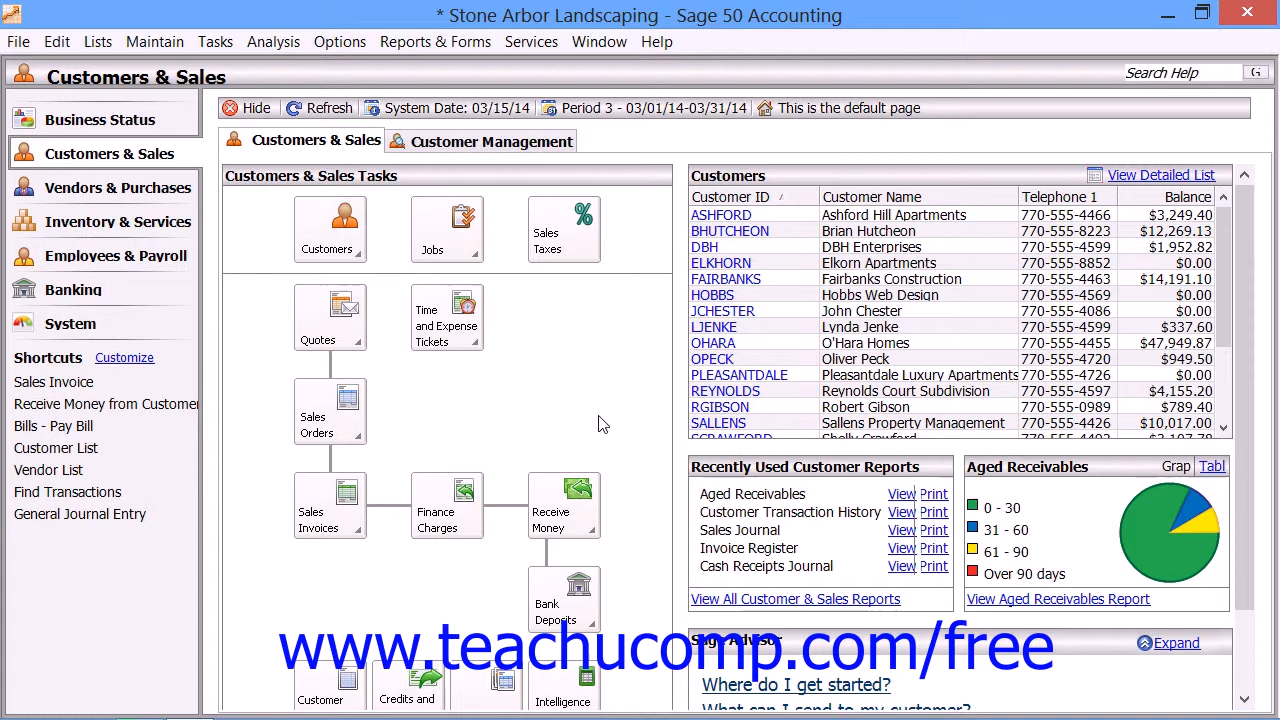 * Stone Arbor Landscaping - Sage 50 Accounting
File Edit Lists Maintain Tasks Analysis Options Reports & Forms Services Window Help
Customers & Sales
Search Help
Business Status
Customers & Sales
Vendors & Purchases
Inventory & Services
Employees & Payroll
Banking
System
Shortcuts Customize
Sales Invoice
Receive Money from Customer
Bills - Pay Bill
Customer List
Vendor List
Find Transactions
General Journal Entry
Hide Refresh System Date: 03/15/14 Period 3 - 03/01/14-03/31/14 This is the default page
Customers & Sales Customer Management
Customers & Sales Tasks
Customers
Jobs
Sales
Taxes
%
Quotes
Time
and Expense
Tickets
Sales
Orders
Sales
Invoices
Finance
Charges
Receive
Money
Bank
Deposits
Customer
Credits and
Intelligence
Customers View Detailed List
Customer ID Customer Name Telephone 1 Balance
ASHFORD Ashford Hill Apartments 770-555-4466 $3,249.40
BHUTCHEON Brian Hutcheon 770-555-8223 $12,269.13
DBH DBH Enterprises 770-555-4599 $1,952.82
ELKHORN Elkorn Apartments 770-555-8852 $0.00
FAIRBANKS Fairbanks Construction 770-555-4463 $14,191.10
HOBBS Hobbs Web Design 770-555-4569 $0.00
JCHESTER John Chester 770-555-4086 $0.00
LJENKE Lynda Jenke 770-555-4599 $337.60
OHARA O'Hara Homes 770-555-4455 $47,949.87
OPECK Oliver Peck 770-555-4720 $949.50
PLEASANTDALE Pleasantdale Luxury Apartments 770-555-4726 $0.00
REYNOLDS Reynolds Court Subdivision 770-555-4597 $4,155.20
RGIBSON Robert Gibson 770-555-0989 $789.40
SALLENS Sallens Property Management 770-555-4426 $10,017.00
SCRAWFORD Shelly Crawford
Recently Used Customer Reports
Aged Receivables View Print
Customer Transaction History View Print
Sales Journal View Print
Invoice Register View Print
Cash Receipts Journal View Print
View All Customer & Sales Reports
Aged Receivables Grap Tabl
0 - 30
31 - 60
61 - 90
Over 90 days
View Aged Receivables Report
Sage Advisor Expand
Where do I get started?
What can I send to my customer?
www.teachucomp.com/free